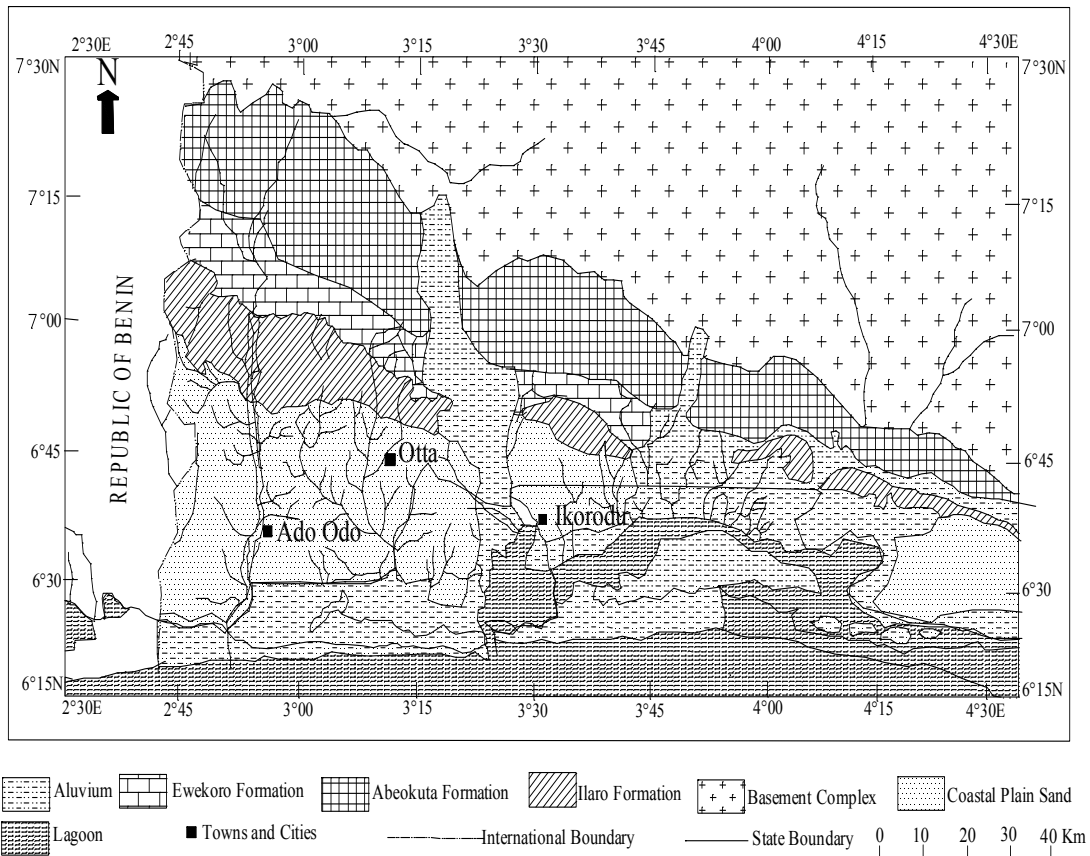 2°30E 2°45 3°00 3°15 3°30 3°45 4°00 4°15 4°30E
7°30N 7°30N
N
7°15 7°15
REPUBLIC OF BENIN
7°00 7°00
6°45 6°45
Otta
Ikorodu
Ado Odo
6°30 6°30
6°15N 6°15N
2°30E 2°45 3°00 3°15 3°30 3°45 4°00 4°15 4°30E
Aluvium Ewekoro Formation Abeokuta Formation Ilaro Formation Basement Complex Coastal Plain Sand
Lagoon Towns and Cities International Boundary State Boundary 0 10 20 30 40 Km